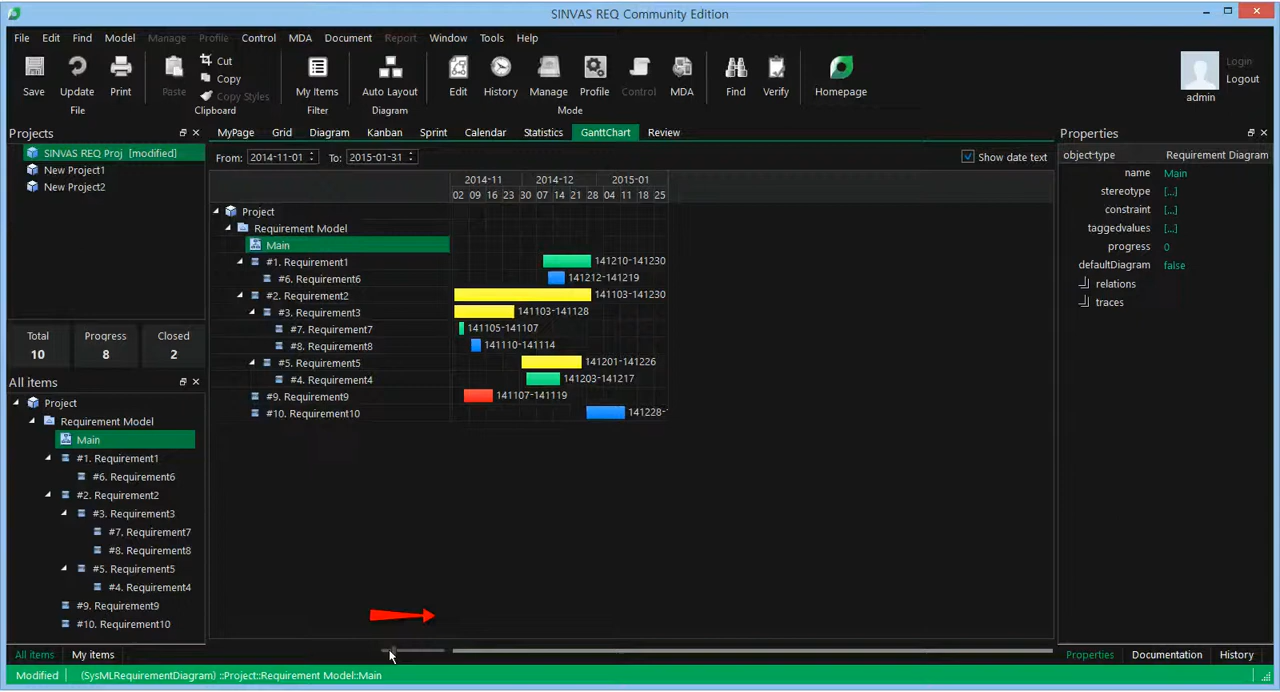 SINVAS REQ Community Edition
File Edit Find Model Manage Profile Control MDA Document Report Window Tools Help
Save Update Print Paste Cut Copy Copy Styles My Items Auto Layout Edit History Manage Profile Control MDA Find Verify Homepage Login Logout admin
File Clipboard Filter Diagram Mode
Projects
SINVAS REQ Proj [modified]
New Project1
New Project2
Total Progress Closed
10 8 2
All items
Project
Requirement Model
Main
#1. Requirement1
#6. Requirement6
#2. Requirement2
#3. Requirement3
#7. Requirement7
#8. Requirement8
#5. Requirement5
#4. Requirement4
#9. Requirement9
#10. Requirement10
All items My items
MyPage Grid Diagram Kanban Sprint Calendar Statistics GanttChart Review
From: 2014-11-01 To: 2015-01-31 Show date text
2014-11 2014-12 2015-01
02 09 16 23 30 07 14 21 28 04 11 18 25
Project
Requirement Model
Main
#1. Requirement1 141210-141230
#6. Requirement6 141212-141219
#2. Requirement2 141103-141230
#3. Requirement3 141103-141128
#7. Requirement7 141105-141107
#8. Requirement8 141110-141114
#5. Requirement5 141201-141226
#4. Requirement4 141203-141217
#9. Requirement9 141107-141119
#10. Requirement10 141228-
Properties
object-type Requirement Diagram
name Main
stereotype [...]
constraint [...]
taggedvalues [...]
progress 0
defaultDiagram false
relations
traces
Properties Documentation History
Modified (SysMLRequirementDiagram) ::Project::Requirement Model::Main